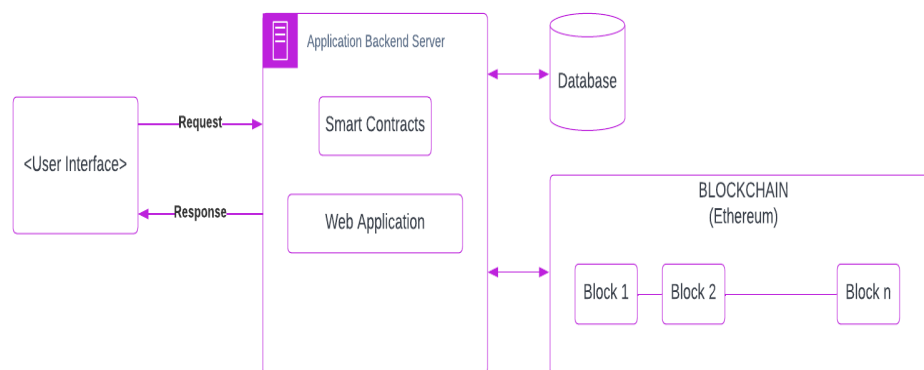 Application Backend Server
Database
Smart Contracts
Request
<User Interface>
BLOCKCHAIN
(Ethereum)
Response
Web Application
Block 1
Block 2
Block n